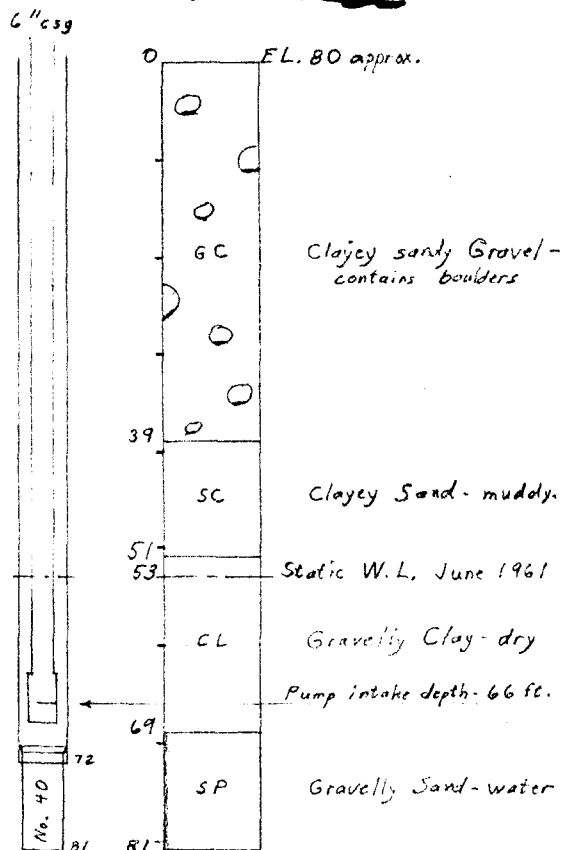 6" csg
0 EL. 80 approx.
GC Clayey sandy Gravel -
contains boulders
39
SC Clayey Sand - muddy.
51
53 Static W.L. June 1961
CL Gravelly Clay - dry
Pump intake depth - 66 ft.
69
72
No. 40 SP Gravelly Sand - water
81 81